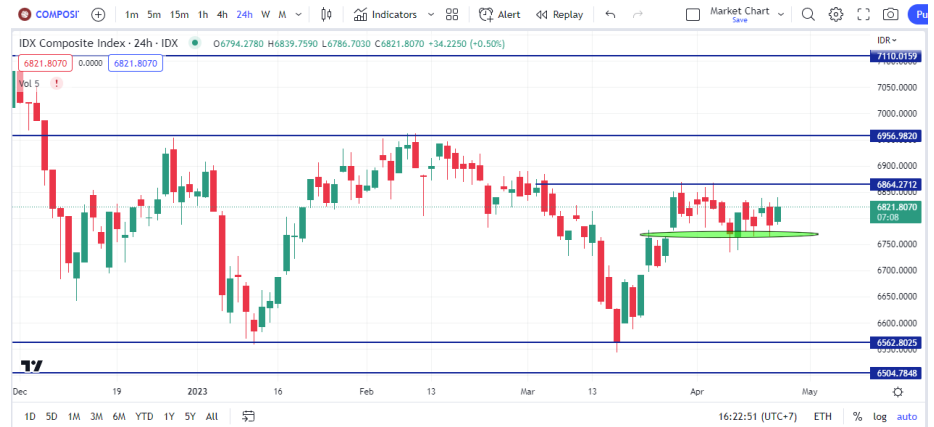 COMPOSI 1m 5m 15m 1h 4h 24h W M Indicators Alert Replay Market Chart Save Pu
IDX Composite Index · 24h · IDX O6794.2780 H6839.7590 L6786.7030 C6821.8070 +34.2250 (+0.50%) IDR
6821.8070 0.0000 6821.8070
Vol 5 !
7110.0159
7050.0000
7000.0000
6956.9820
6900.0000
6864.2712
6821.8070
07:08
6750.0000
6700.0000
6650.0000
6600.0000
6562.8025
6504.7848
Dec 19 2023 16 Feb 13 Mar 13 Apr May
1D 5D 1M 3M 6M YTD 1Y 5Y All 16:22:51 (UTC+7) ETH % log auto